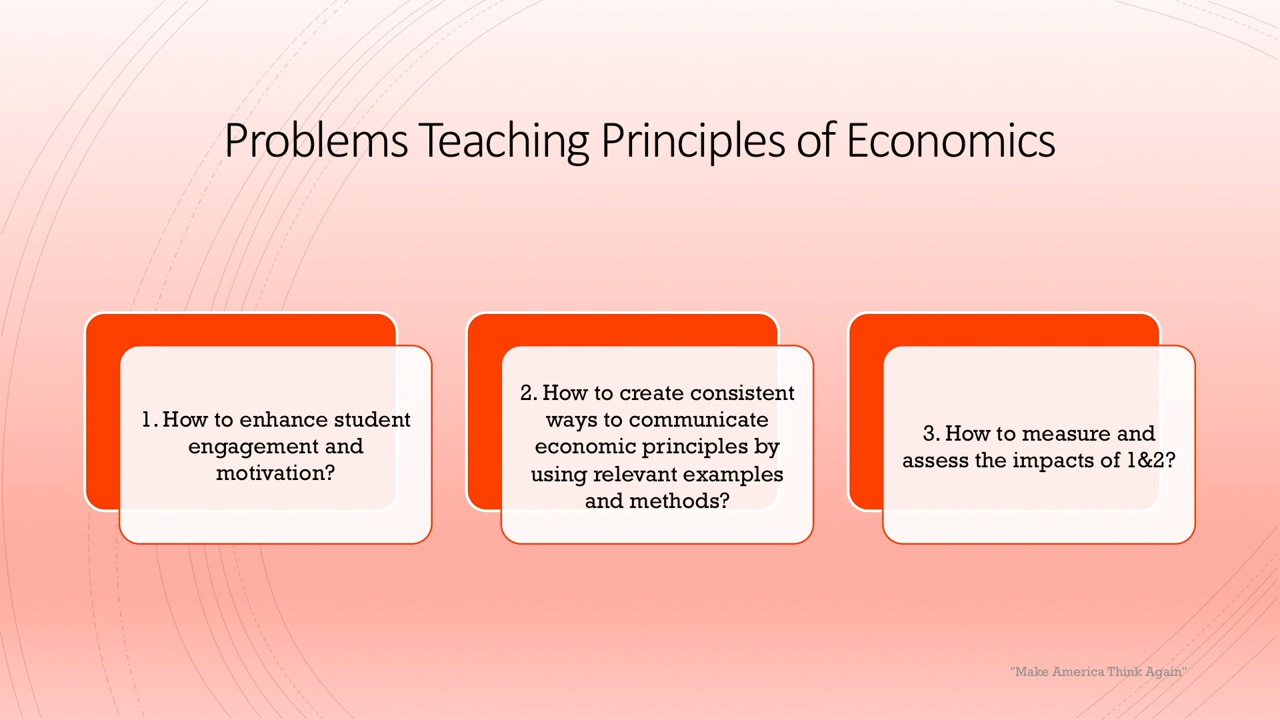 Problems Teaching Principles of Economics
1. How to enhance student
engagement and
motivation?
2. How to create consistent
ways to communicate
economic principles by
using relevant examples
and methods?
3. How to measure and
assess the impacts of 1&2?
"Make America Think Again"